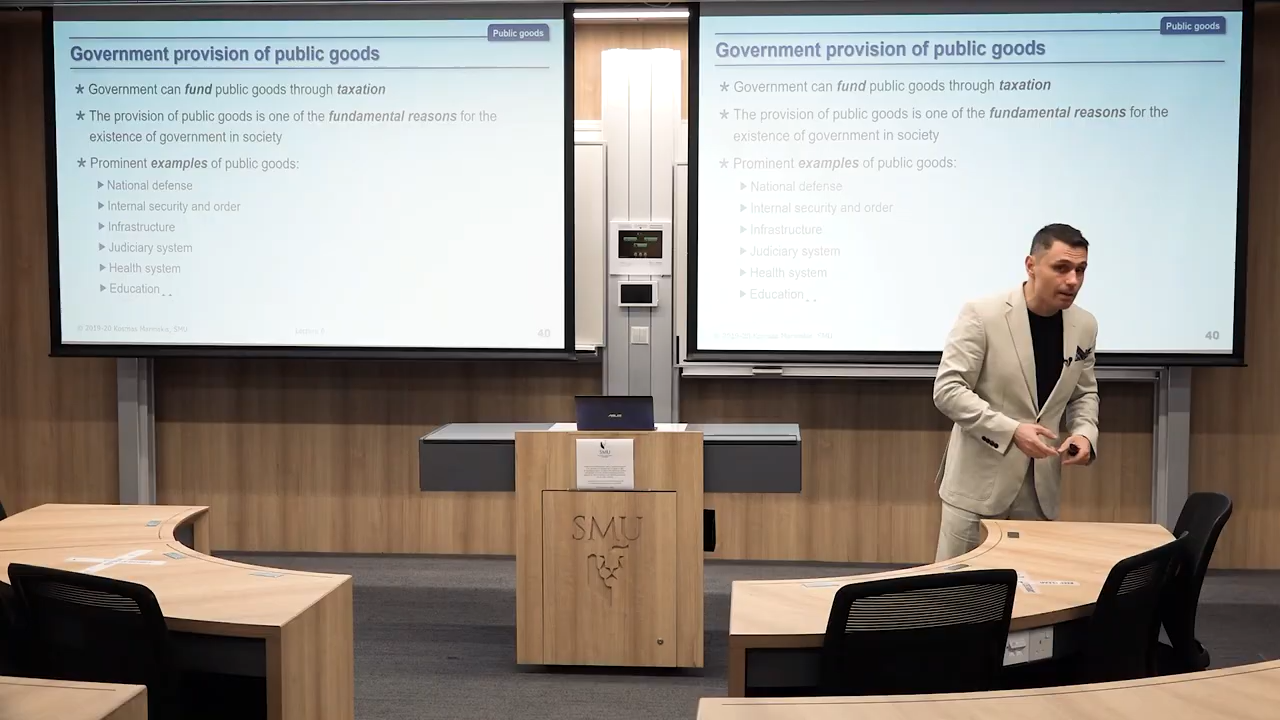 Public goods
Government provision of public goods
* Government can fund public goods through taxation
* The provision of public goods is one of the fundamental reasons for the
existence of government in society
* Prominent examples of public goods:
▶ National defense
▶ Internal security and order
▶ Infrastructure
▶ Judiciary system
▶ Health system
▶ Education
40
Public goods
Government provision of public goods
* Government can fund public goods through taxation
* The provision of public goods is one of the fundamental reasons for the
existence of government in society
* Prominent examples of public goods:
▶ National defense
▶ Internal security and order
▶ Infrastructure
▶ Judiciary system
▶ Health system
▶ Education
40
ASUS
SMU
SMU